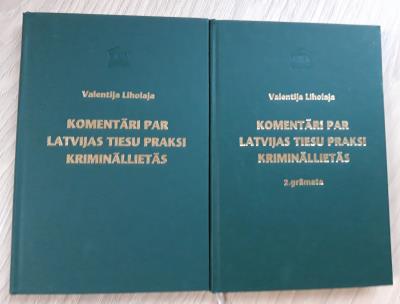 Valentija Liholaja
KOMENTĀRI PAR
LATVIJAS TIESU PRAKSI
KRIMINĀLLIETĀS
Valentija Liholaja
KOMENTĀRI PAR
LATVIJAS TIESU PRAKSI
KRIMINĀLLIETĀS
2.grāmata